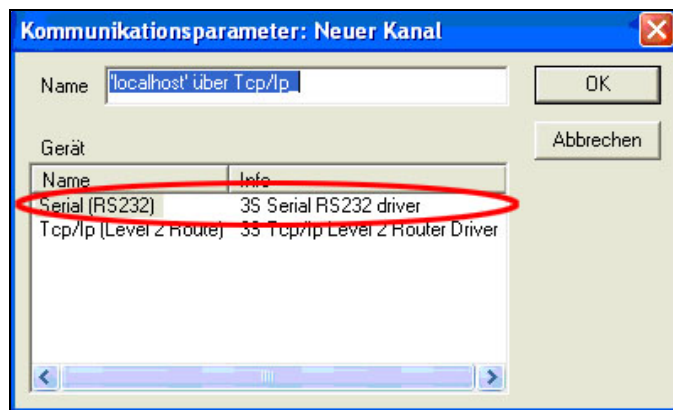 Kommunikationsparameter: Neuer Kanal
Name 'localhost' über Tcp/Ip_ OK
Abbrechen
Gerät
Name Info
Serial (RS232) 3S Serial RS232 driver
Tcp/Ip (Level 2 Route) 3S Tcp/Ip Level 2 Router Driver